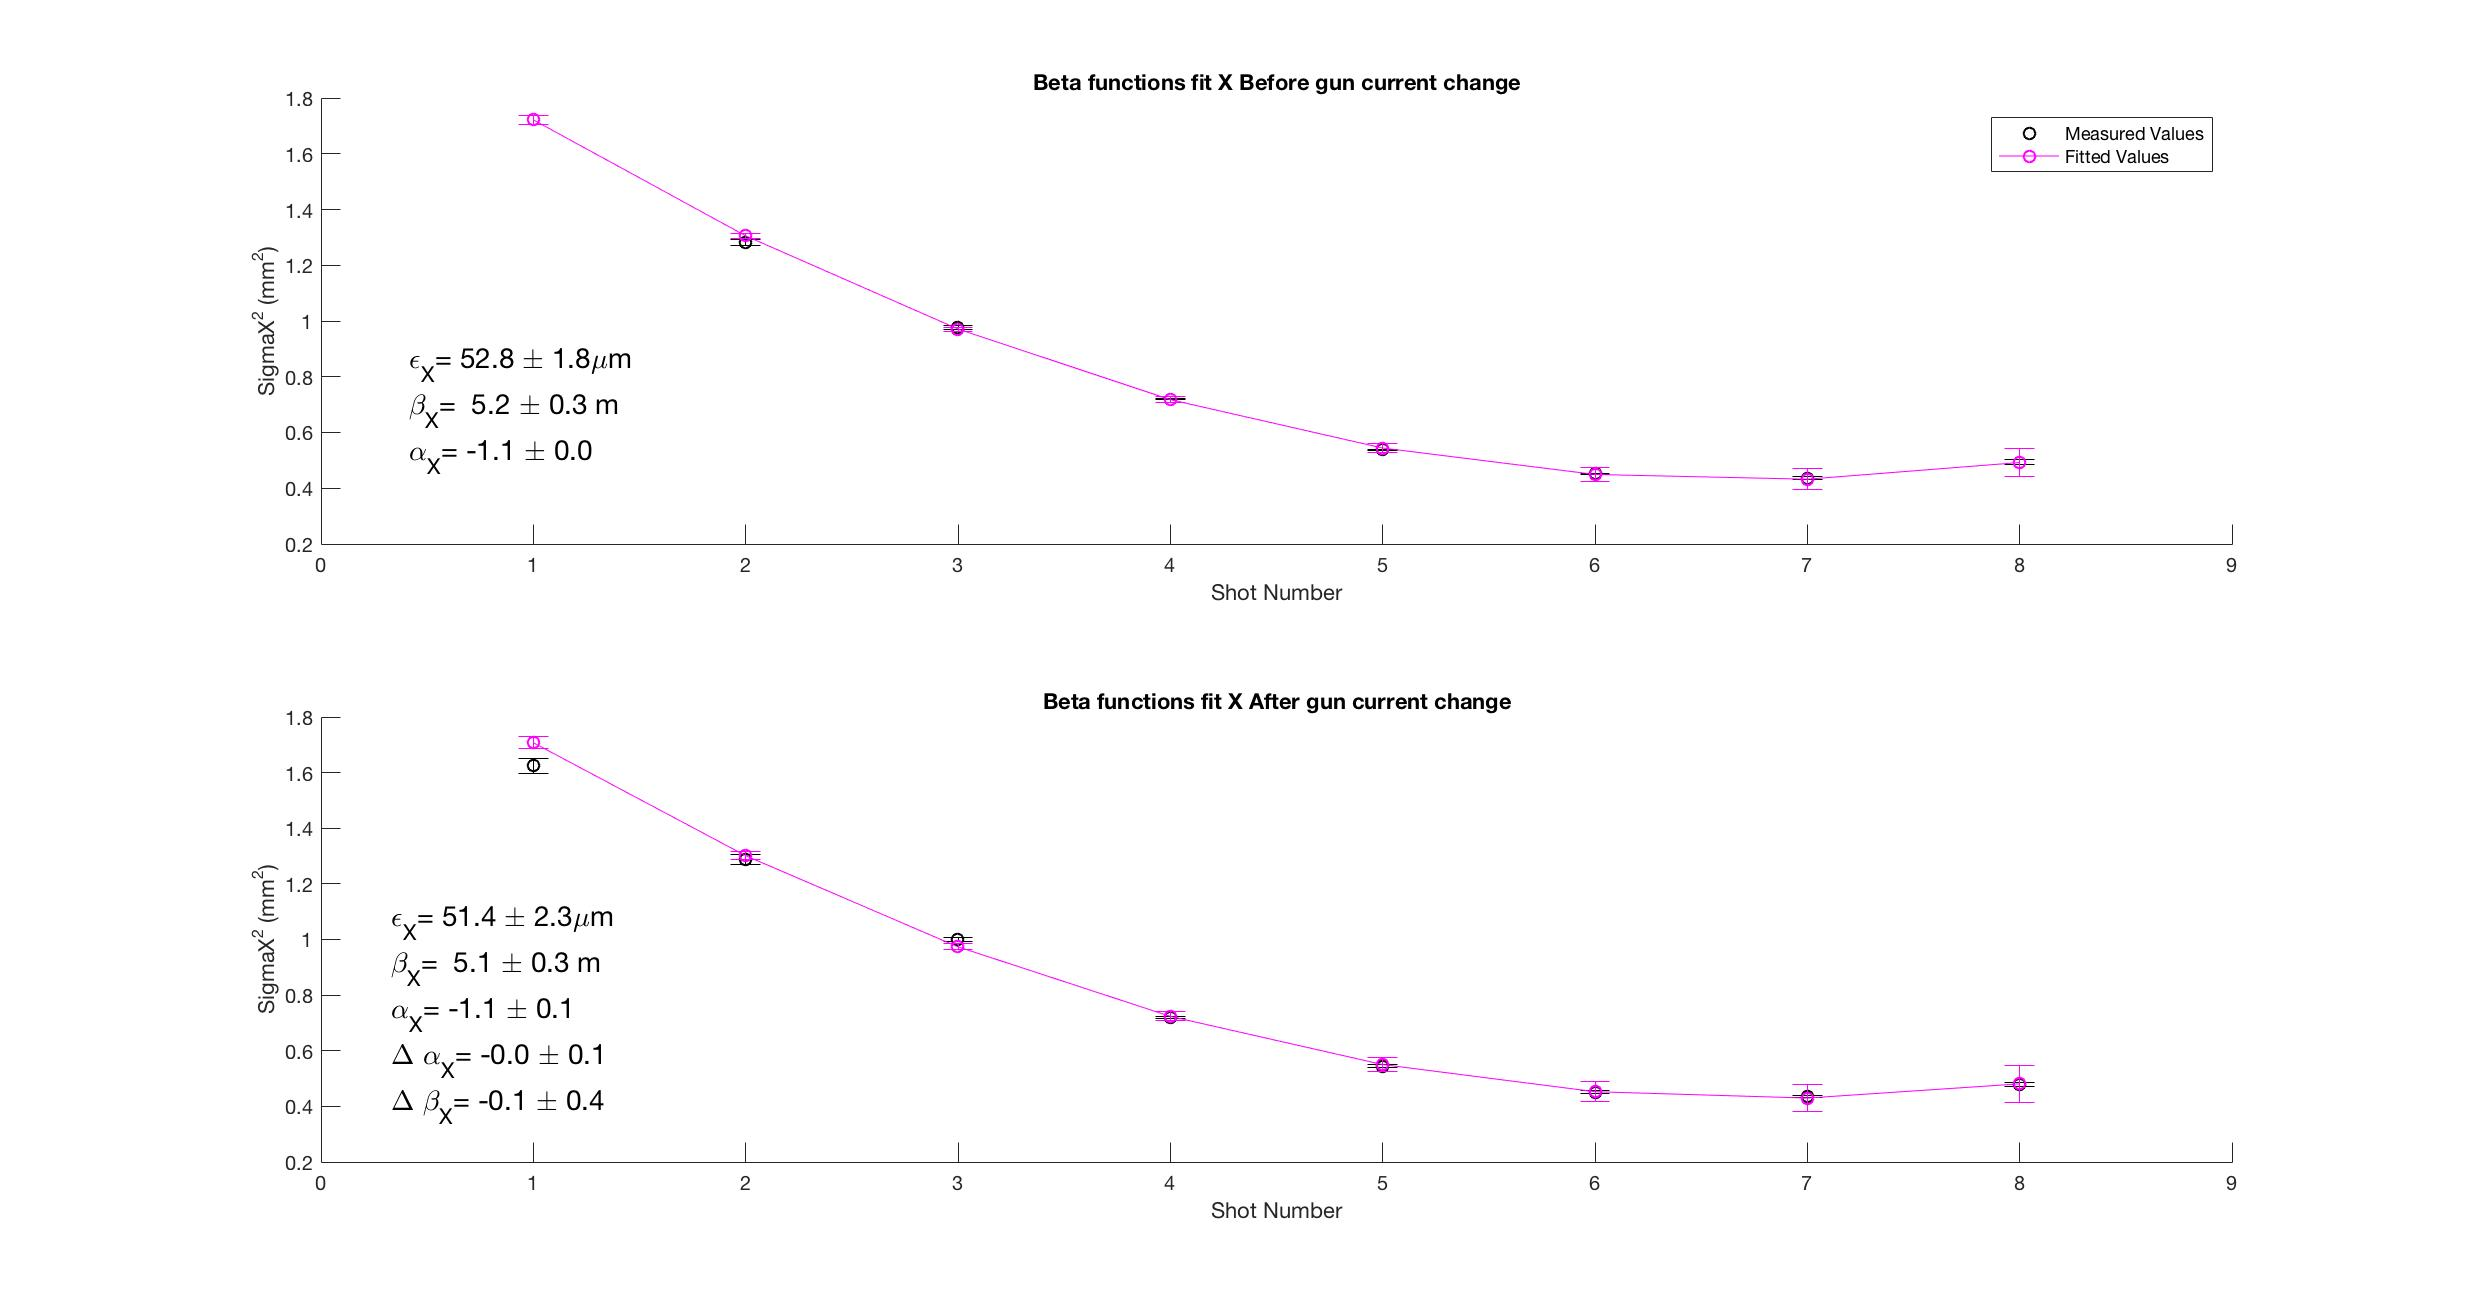 Beta functions fit X Before gun current change
Measured Values
Fitted Values
SigmaX² (mm²)
1.8
1.6
1.4
1.2
1
0.8
0.6
0.4
0.2
ϵX= 52.8 ± 1.8μm
βX= 5.2 ± 0.3 m
αX= -1.1 ± 0.0
0 1 2 3 4 5 6 7 8 9
Shot Number
Beta functions fit X After gun current change
SigmaX² (mm²)
1.8
1.6
1.4
1.2
1
0.8
0.6
0.4
0.2
ϵX= 51.4 ± 2.3μm
βX= 5.1 ± 0.3 m
αX= -1.1 ± 0.1
Δ αX= -0.0 ± 0.1
Δ βX= -0.1 ± 0.4
0 1 2 3 4 5 6 7 8 9
Shot Number